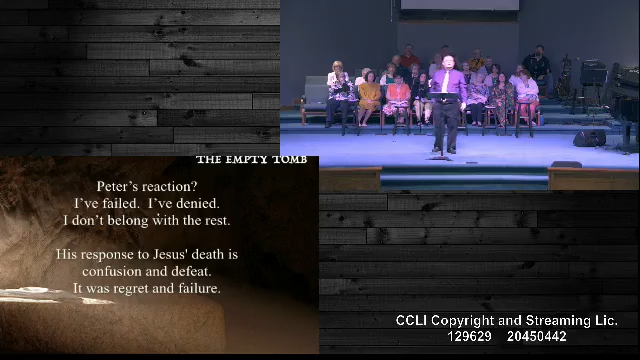 THE EMPTY TOMB
Peter's reaction?
I've failed.  I've denied.
I don't belong with the rest.
His response to Jesus' death is
confusion and defeat.
It was regret and failure.
CCLI Copyright and Streaming Lic.
129629    20450442